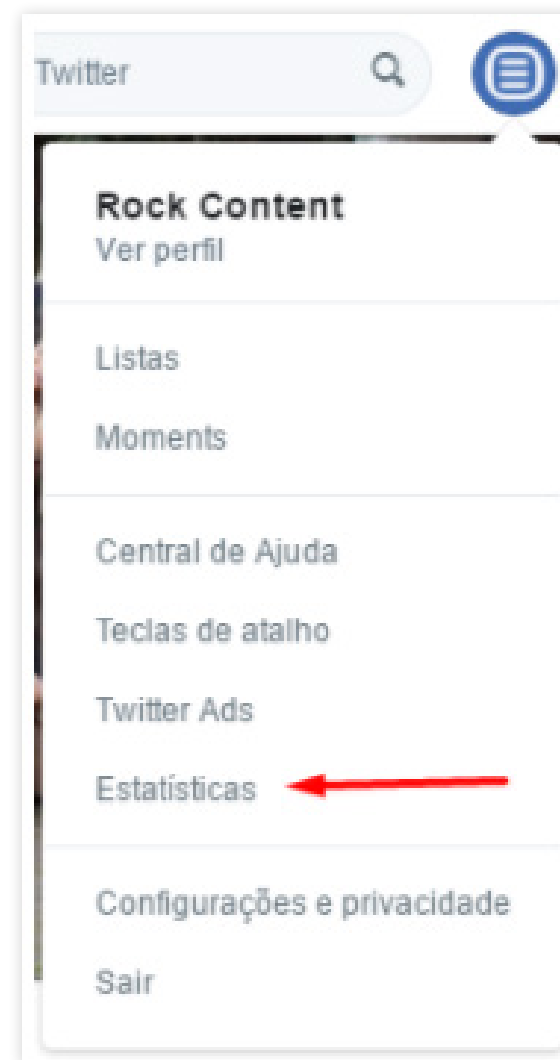 Twitter
Rock Content
Ver perfil
Listas
Moments
Central de Ajuda
Teclas de atalho
Twitter Ads
Estatísticas
Configurações e privacidade
Sair